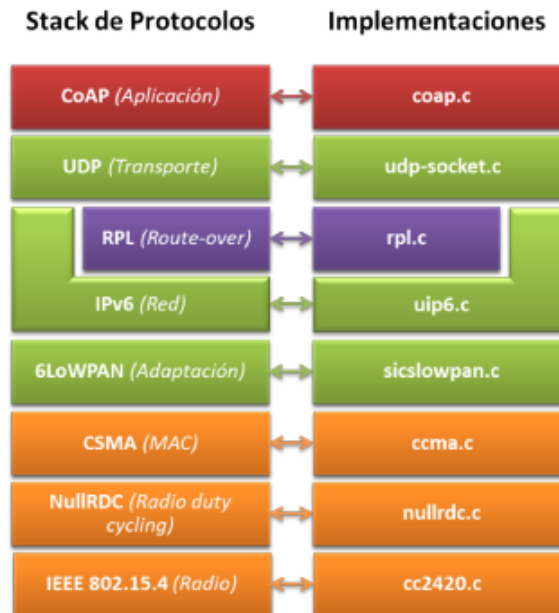 Stack de Protocolos Implementaciones
CoAP (Aplicación) coap.c
UDP (Transporte) udp-socket.c
RPL (Route-over) rpl.c
IPv6 (Red) uip6.c
6LoWPAN (Adaptación) sicslowpan.c
CSMA (MAC) ccma.c
NullRDC (Radio duty
cycling) nullrdc.c
IEEE 802.15.4 (Radio) cc2420.c